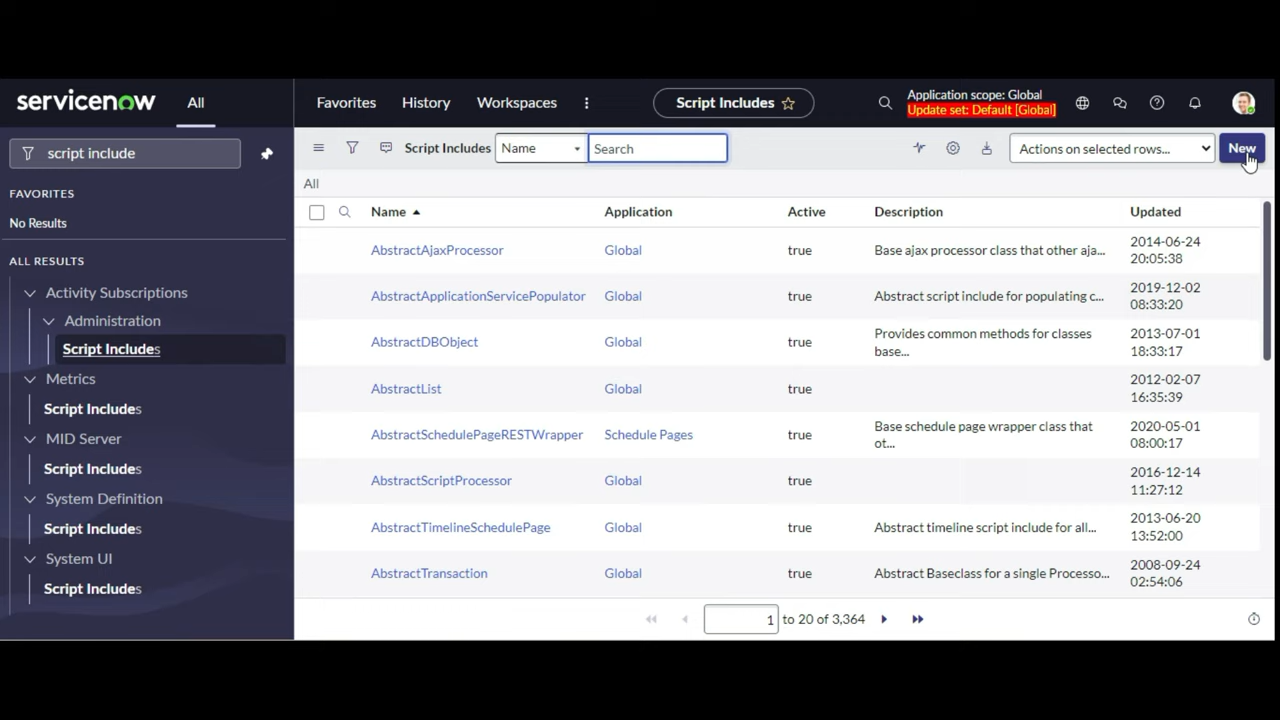 servicenow
All
Favorites
History
Workspaces
Script Includes
Application scope: Global
Update set: Default [Global]
script include
FAVORITES
No Results
ALL RESULTS
Activity Subscriptions
Administration
Script Includes
Metrics
Script Includes
MID Server
Script Includes
System Definition
Script Includes
System UI
Script Includes
Script Includes Name Search Actions on selected rows... New
All
Name Application Active Description Updated
AbstractAjaxProcessor Global true Base ajax processor class that other aja... 2014-06-24 20:05:38
AbstractApplicationServicePopulator Global true Abstract script include for populating c... 2019-12-02 08:33:20
AbstractDBObject Global true Provides common methods for classes base... 2013-07-01 18:33:17
AbstractList Global true 2012-02-07 16:35:39
AbstractSchedulePageRESTWrapper Schedule Pages true Base schedule page wrapper class that ot... 2020-05-01 08:00:17
AbstractScriptProcessor Global true 2016-12-14 11:27:12
AbstractTimelineSchedulePage Global true Abstract timeline script include for all... 2013-06-20 13:52:00
AbstractTransaction Global true Abstract Baseclass for a single Processo... 2008-09-24 02:54:06
1 to 20 of 3,364